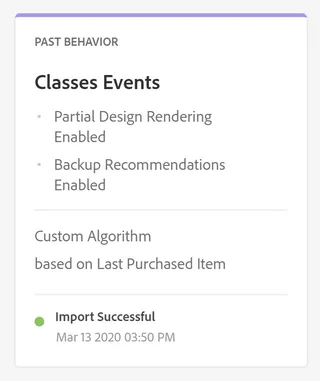 PAST BEHAVIOR
Classes Events
Partial Design Rendering
Enabled
Backup Recommendations
Enabled
Custom Algorithm
based on Last Purchased Item
Import Successful
Mar 13 2020 03:50 PM